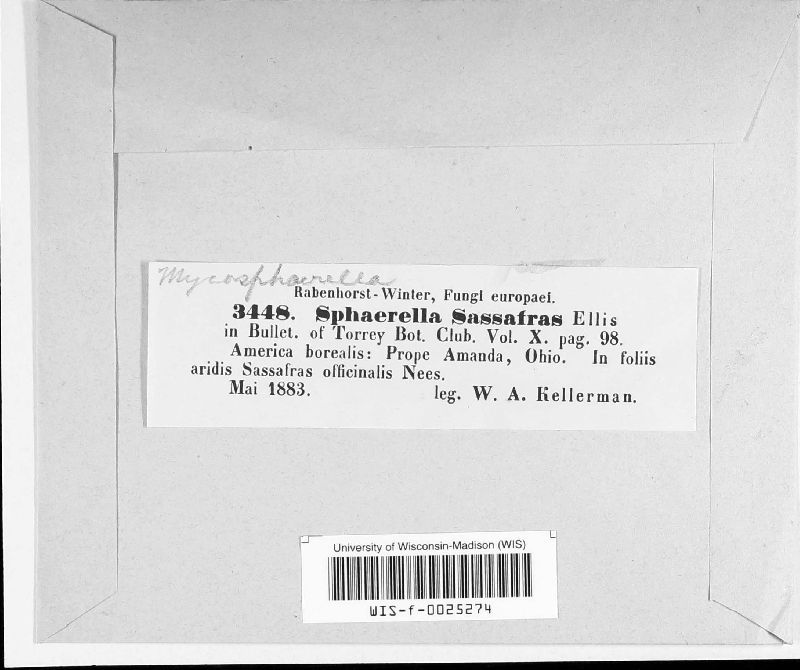 Mycosphaerella
Rabenhorst-Winter, Fungi europaei.
3448. Sphaerella Sassafras Ellis
in Bullet. of Torrey Bot. Club. Vol. X. pag. 98.
America borealis: Prope Amanda, Ohio. In foliis
aridis Sassafras officinalis Nees.
Mai 1883. leg. W. A. Kellerman.
University of Wisconsin-Madison (WIS)
WIS-f-0025274